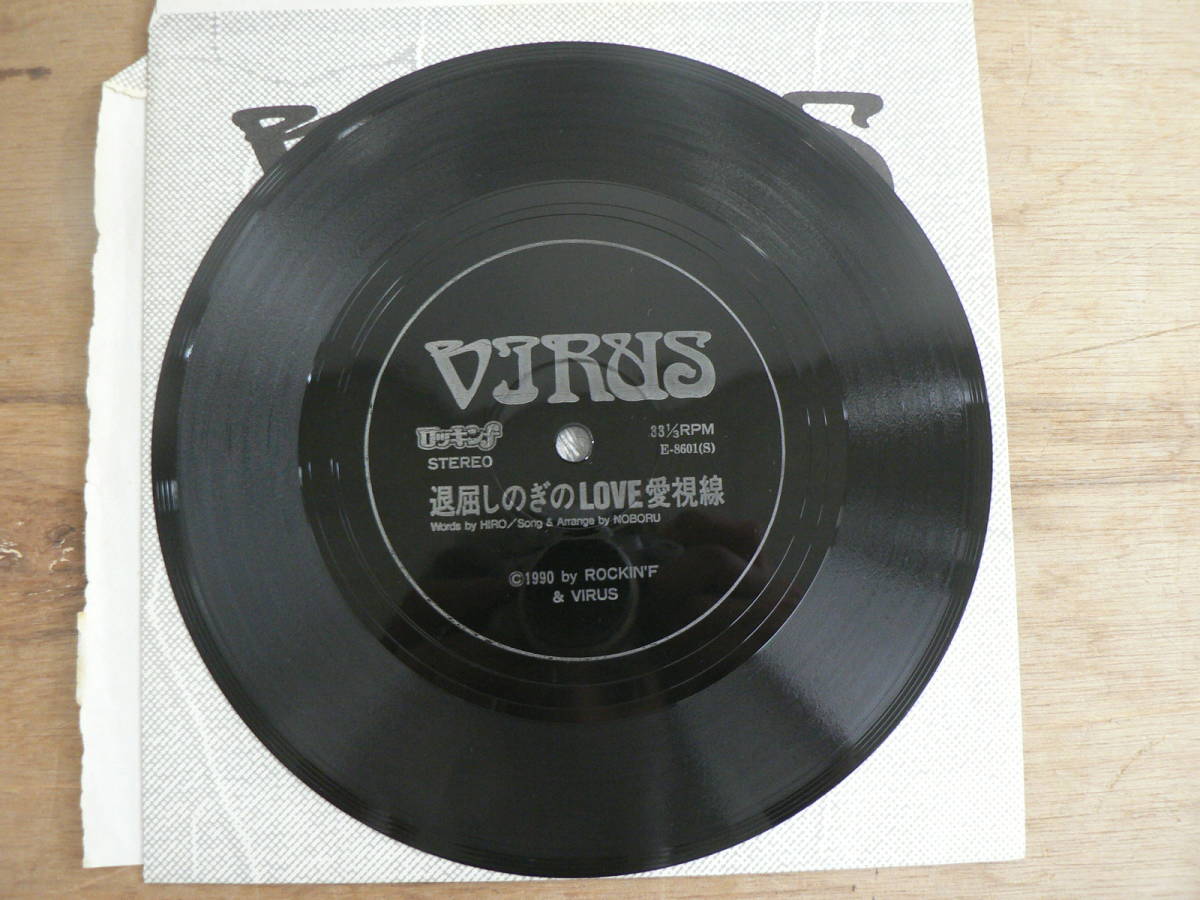 VIRUS
ロッキンf
STEREO
33⅓RPM
E-8601(S)
退屈しのぎのLOVE愛視線
Words by HIRO/Song & Arrange by NOBORU
©1990 by ROCKIN'F
& VIRUS